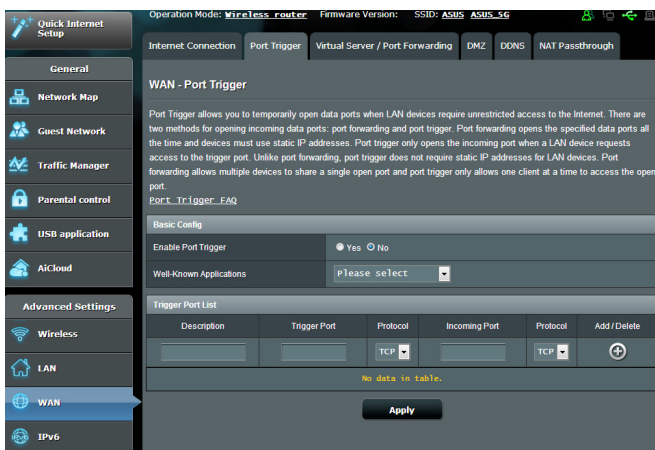 Quick Internet
Setup
General
Network Map
Guest Network
Traffic Manager
Parental control
USB application
AiCloud
Advanced Settings
Wireless
LAN
WAN
IPv6
Operation Mode: Wireless router Firmware Version: SSID: ASUS ASUS_5G
Internet Connection Port Trigger Virtual Server / Port Forwarding DMZ DDNS NAT Passthrough
WAN - Port Trigger
Port Trigger allows you to temporarily open data ports when LAN devices require unrestricted access to the Internet. There are
two methods for opening incoming data ports: port forwarding and port trigger. Port forwarding opens the specified data ports all
the time and devices must use static IP addresses. Port trigger only opens the incoming port when a LAN device requests
access to the trigger port. Unlike port forwarding, port trigger does not require static IP addresses for LAN devices. Port
forwarding allows multiple devices to share a single open port and port trigger only allows one client at a time to access the open
port.
Port Trigger FAQ
Basic Config
Enable Port Trigger Yes No
Well-Known Applications Please select
Trigger Port List
Description Trigger Port Protocol Incoming Port Protocol Add / Delete
TCP TCP
No data in table.
Apply